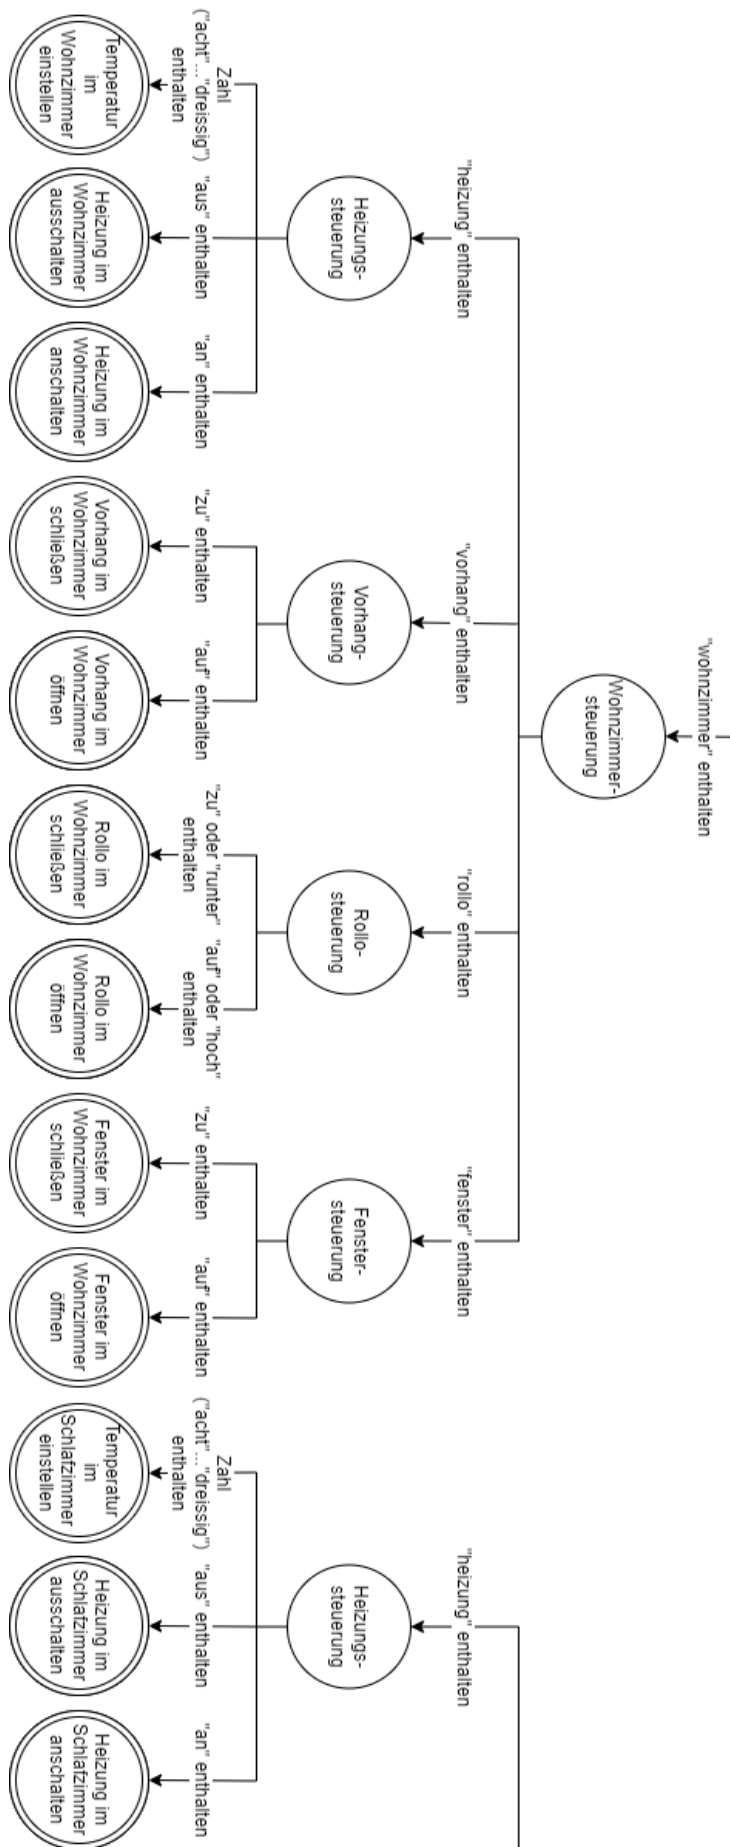 "wohnzimmer" enthalten
Wohnzimmer-
steuerung
"heizung" enthalten
"vorhang" enthalten
"rollo" enthalten
"fenster" enthalten
"heizung" enthalten
Heizungs-
steuerung
Vorhang-
steuerung
Rollo-
steuerung
Fenster-
steuerung
Heizungs-
steuerung
Zahl
("acht"..."dreissig")
enthalten
"aus" enthalten
"an" enthalten
"zu" enthalten
"auf" enthalten
"zu" oder "runter"
enthalten
"auf" oder "hoch"
enthalten
"zu" enthalten
"auf" enthalten
Zahl
("acht"..."dreissig")
enthalten
"aus" enthalten
"an" enthalten
Temperatur
im
Wohnzimmer
einstellen
Heizung im
Wohnzimmer
ausschalten
Heizung im
Wohnzimmer
anschalten
Vorhang im
Wohnzimmer
schließen
Vorhang im
Wohnzimmer
öffnen
Rollo im
Wohnzimmer
schließen
Rollo im
Wohnzimmer
öffnen
Fenster im
Wohnzimmer
schließen
Fenster im
Wohnzimmer
öffnen
Temperatur
im
Schlafzimmer
einstellen
Heizung im
Schlafzimmer
ausschalten
Heizung im
Schlafzimmer
anschalten